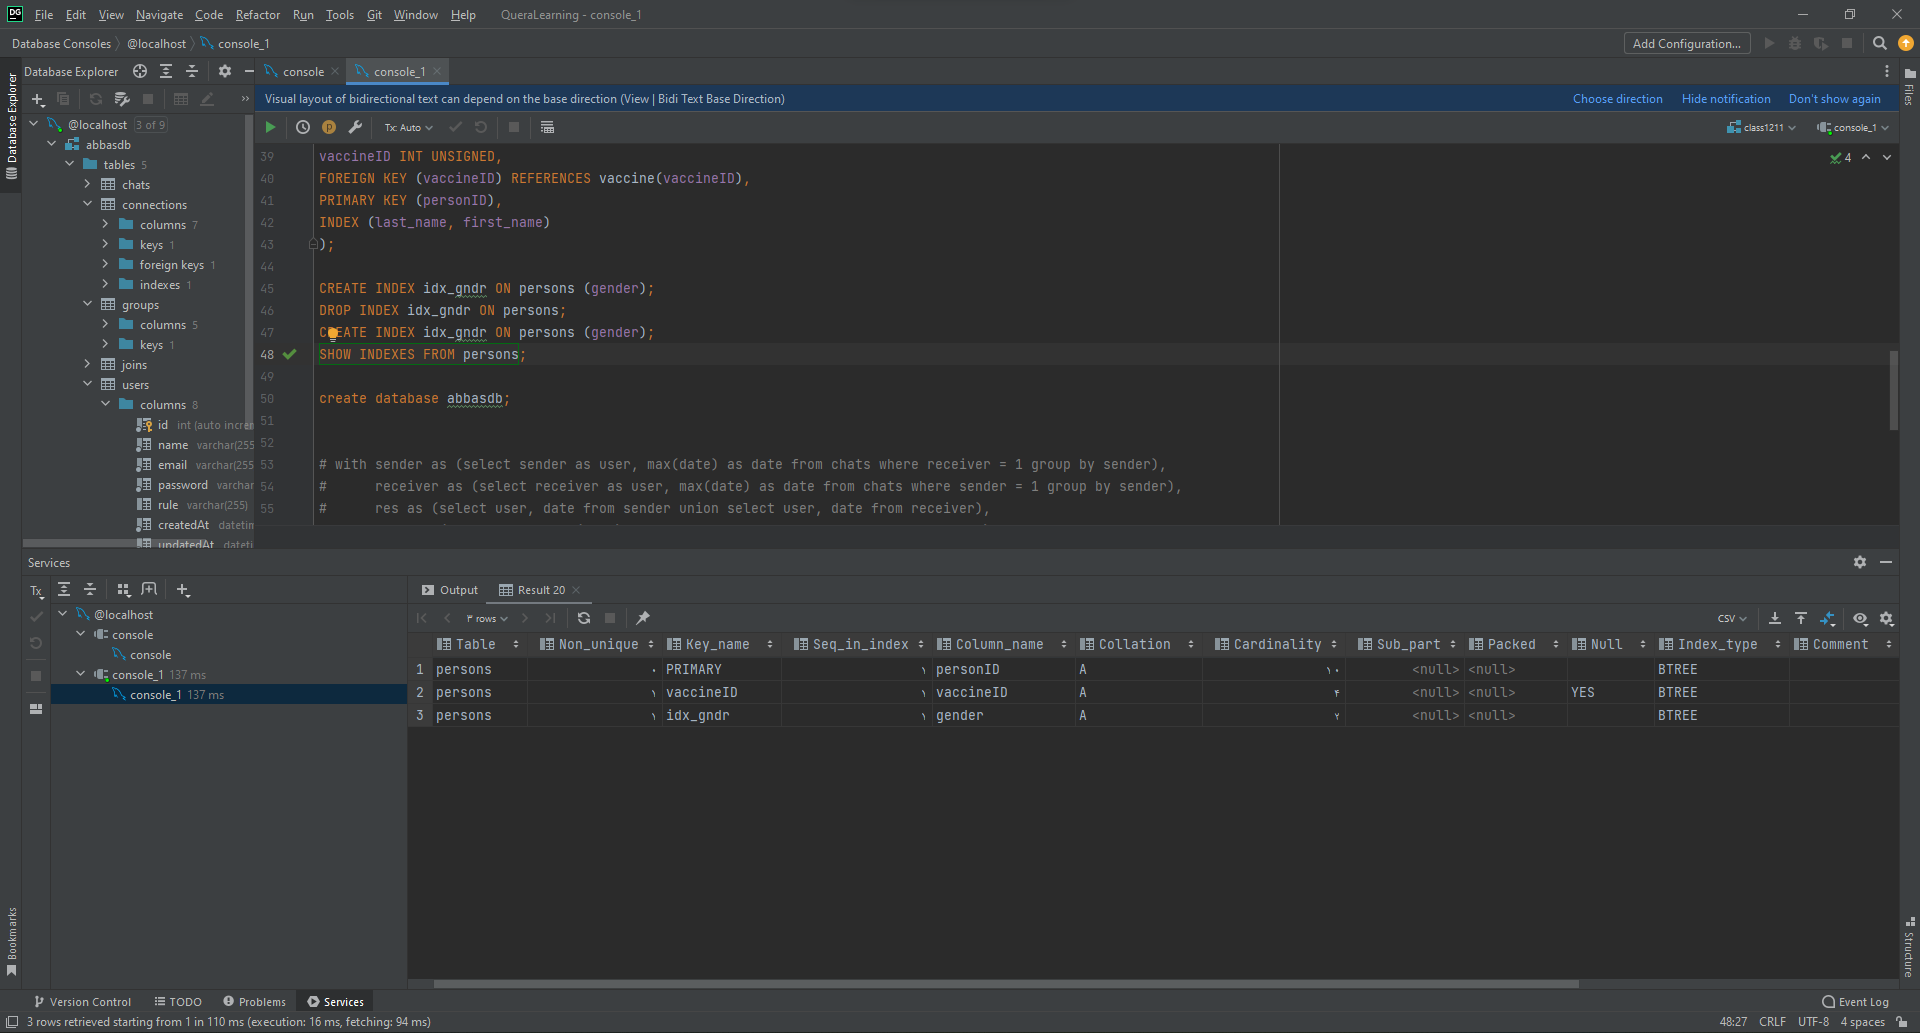 DG File Edit View Navigate Code Refactor Run Tools Git Window Help QueraLearning - console_1
Database Consoles @localhost console_1 Add Configuration...
Database Explorer console console_1
Visual layout of bidirectional text can depend on the base direction (View | Bidi Text Base Direction) Choose direction Hide notification Don't show again
Tx: Auto class1211 console_1
Database Explorer
Files
@localhost 3 of 9
abbasdb
tables 5
chats
connections
columns 7
keys 1
foreign keys 1
indexes 1
groups
columns 5
keys 1
joins
users
columns 8
id int (auto incren
name varchar(255
email varchar(255
password varchar
rule varchar(255)
createdAt datetim
updatedAt dateti
4
39 vaccineID INT UNSIGNED,
40 FOREIGN KEY (vaccineID) REFERENCES vaccine(vaccineID),
41 PRIMARY KEY (personID),
42 INDEX (last_name, first_name)
43 );
44
45 CREATE INDEX idx_gndr ON persons (gender);
46 DROP INDEX idx_gndr ON persons;
47 CREATE INDEX idx_gndr ON persons (gender);
48 SHOW INDEXES FROM persons;
49
50 create database abbasdb;
51
52
53 # with sender as (select sender as user, max(date) as date from chats where receiver = 1 group by sender),
54 # receiver as (select receiver as user, max(date) as date from chats where sender = 1 group by sender),
55 # res as (select user, date from sender union select user, date from receiver),
Services
Tx
@localhost
console
console
console_1 137 ms
console_1 137 ms
Output Result 20
۳ rows CSV
Table Non_unique Key_name Seq_in_index Column_name Collation Cardinality Sub_part Packed Null Index_type Comment
1 persons ۰ PRIMARY ۱ personID A ۱۰ <null> <null> BTREE
2 persons ۱ vaccineID ۱ vaccineID A ۴ <null> <null> YES BTREE
3 persons ۱ idx_gndr ۱ gender A ۲ <null> <null> BTREE
Bookmarks
Structure
Version Control TODO Problems Services Event Log
3 rows retrieved starting from 1 in 110 ms (execution: 16 ms, fetching: 94 ms) 48:27 CRLF UTF-8 4 spaces